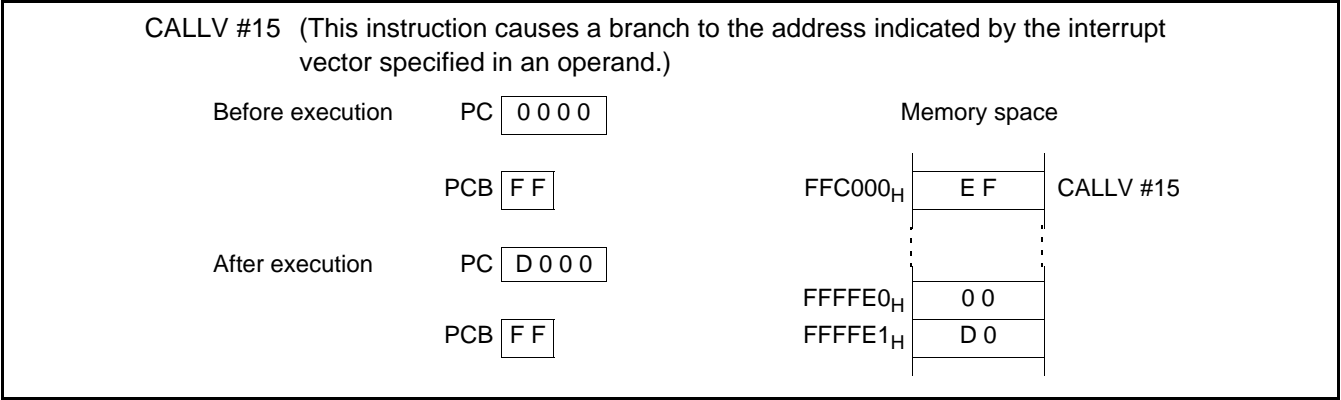 CALLV #15 (This instruction causes a branch to the address indicated by the interrupt
vector specified in an operand.)
Before execution PC 0 0 0 0 Memory space
PCB F F FFC000H E F CALLV #15
After execution PC D 0 0 0
FFFFE0H 0 0
PCB F F FFFFE1H D 0